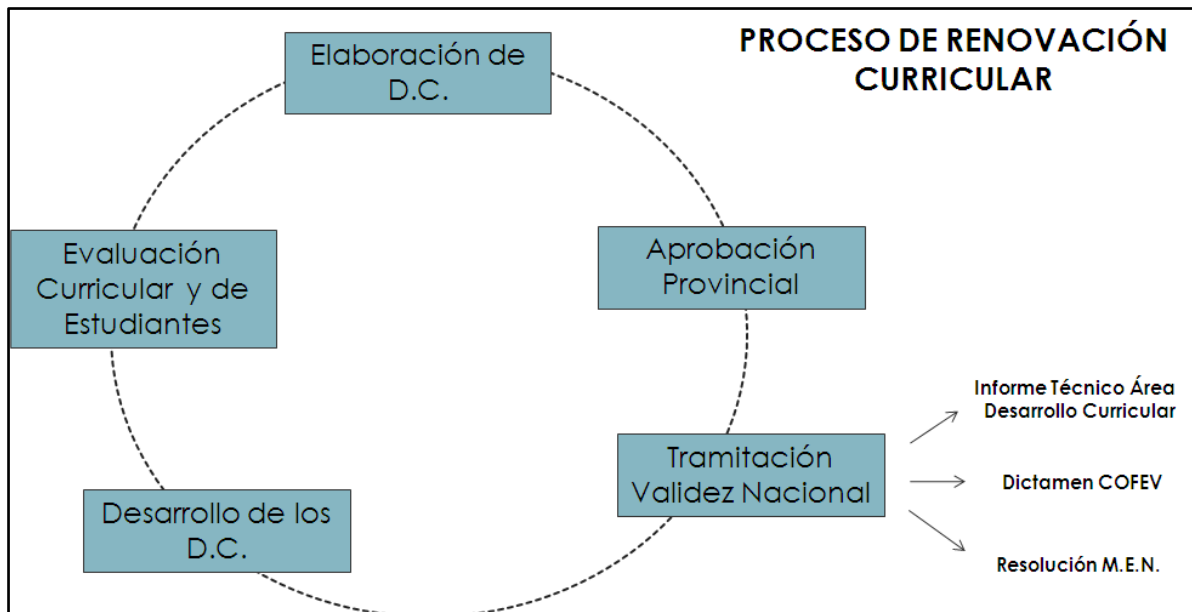 PROCESO DE RENOVACIÓN
CURRICULAR
Elaboración de
D.C.
Aprobación
Provincial
Tramitación
Validez Nacional
Informe Técnico Área
Desarrollo Curricular
Dictamen COFEV
Resolución M.E.N.
Desarrollo de los
D.C.
Evaluación
Curricular y de
Estudiantes